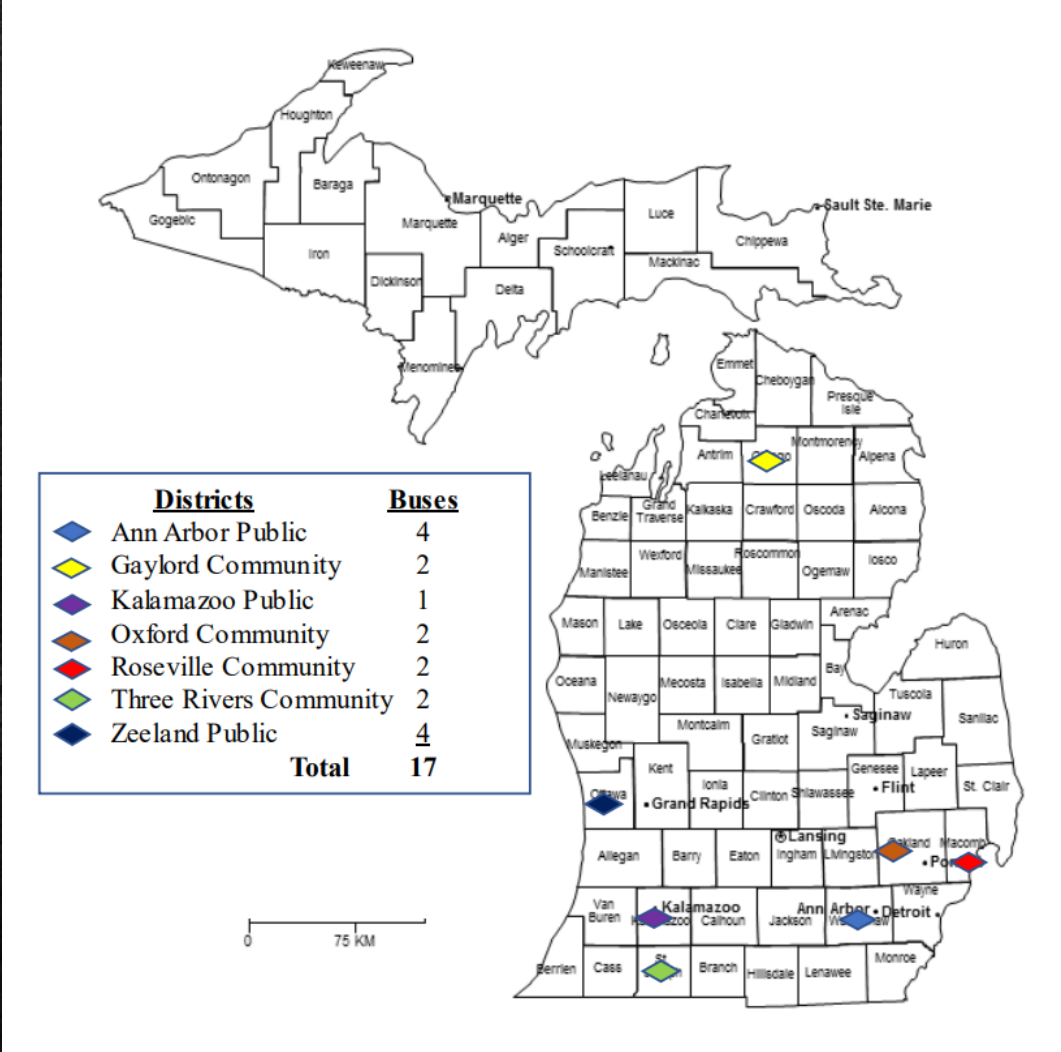 Keweenaw
Houghton
Ontonagon
Baraga
Gogebic
Marquette
Marquette
Sault Ste. Marie
Luce
Alger
Chippewa
Schoolcraft
Iron
Mackinac
Dickinson
Delta
Menominee
Emmet
Cheboygan
Presque
Isle
Charlevoix
Montmorency
Antrim
Alpena
Leelanau
Benzie
Grand
Traverse
Kalkaska
Crawford
Oscoda
Alcona
Manistee
Wexford
Missaukee
Roscommon
Ogemaw
Iosco
Districts Buses
Ann Arbor Public 4
Gaylord Community 2
Kalamazoo Public 1
Oxford Community 2
Roseville Community 2
Three Rivers Community 2
Zeeland Public 4
Total 17
Mason
Lake
Osceola
Clare
Gladwin
Arenac
Huron
Oceana
Newaygo
Mecosta
Isabella
Midland
Bay
Tuscola
Sanilac
Saginaw
Saginaw
Montcalm
Gratiot
Muskegon
Kent
Ionia
Clinton
Shiawassee
Genesee
Lapeer
St. Clair
Flint
Ottawa
Grand Rapids
Lansing
Allegan
Barry
Eaton
Ingham
Livingston
Oakland
Macomb
Van
Buren
Kalamazoo
Kalamazoo
Calhoun
Jackson
Ann Arbor
Washtenaw
Wayne
Detroit
Berrien
Cass
St.
Branch
Hillsdale
Lenawee
Monroe
0 75 KM